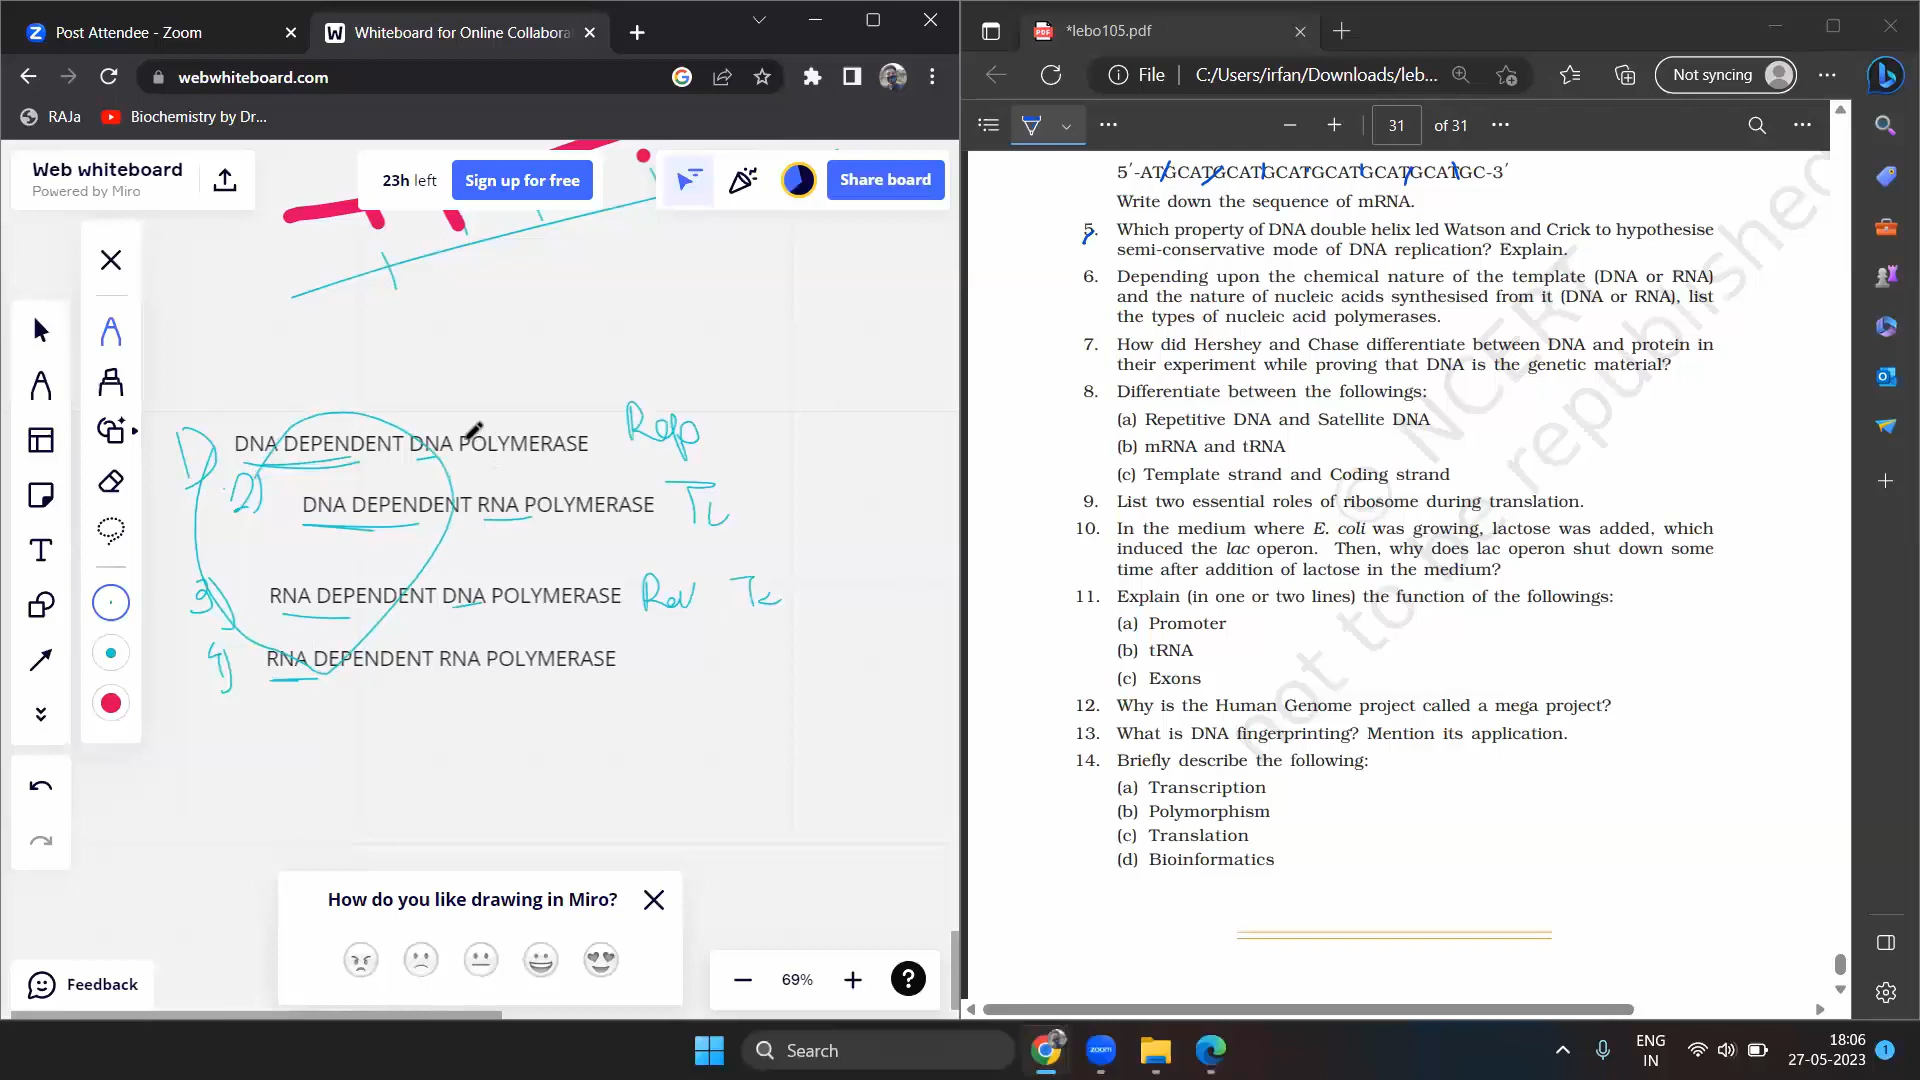 Post Attendee - Zoom
Whiteboard for Online Collabora
webwhiteboard.com
RAJa
Biochemistry by Dr...
Web whiteboard
Powered by Miro
23h left
Sign up for free
Share board
DNA DEPENDENT DNA POLYMERASE
Rep
2)
DNA DEPENDENT RNA POLYMERASE
Tc
3)
RNA DEPENDENT DNA POLYMERASE
Rev Tc
4)
RNA DEPENDENT RNA POLYMERASE
How do you like drawing in Miro?
69%
?
Feedback
*lebo105.pdf
File
C:/Users/irfan/Downloads/leb...
Not syncing
31 of 31
5′-ATGCATGCATGCATGCATGCATGCATGC-3′
Write down the sequence of mRNA.
5. Which property of DNA double helix led Watson and Crick to hypothesise
semi-conservative mode of DNA replication? Explain.
6. Depending upon the chemical nature of the template (DNA or RNA)
and the nature of nucleic acids synthesised from it (DNA or RNA), list
the types of nucleic acid polymerases.
7. How did Hershey and Chase differentiate between DNA and protein in
their experiment while proving that DNA is the genetic material?
8. Differentiate between the followings:
(a) Repetitive DNA and Satellite DNA
(b) mRNA and tRNA
(c) Template strand and Coding strand
9. List two essential roles of ribosome during translation.
10. In the medium where E. coli was growing, lactose was added, which
induced the lac operon. Then, why does lac operon shut down some
time after addition of lactose in the medium?
11. Explain (in one or two lines) the function of the followings:
(a) Promoter
(b) tRNA
(c) Exons
12. Why is the Human Genome project called a mega project?
13. What is DNA fingerprinting? Mention its application.
14. Briefly describe the following:
(a) Transcription
(b) Polymorphism
(c) Translation
(d) Bioinformatics
© NCERT
not to be republished
Search
zoom
ENG
IN
18:06
27-05-2023
1